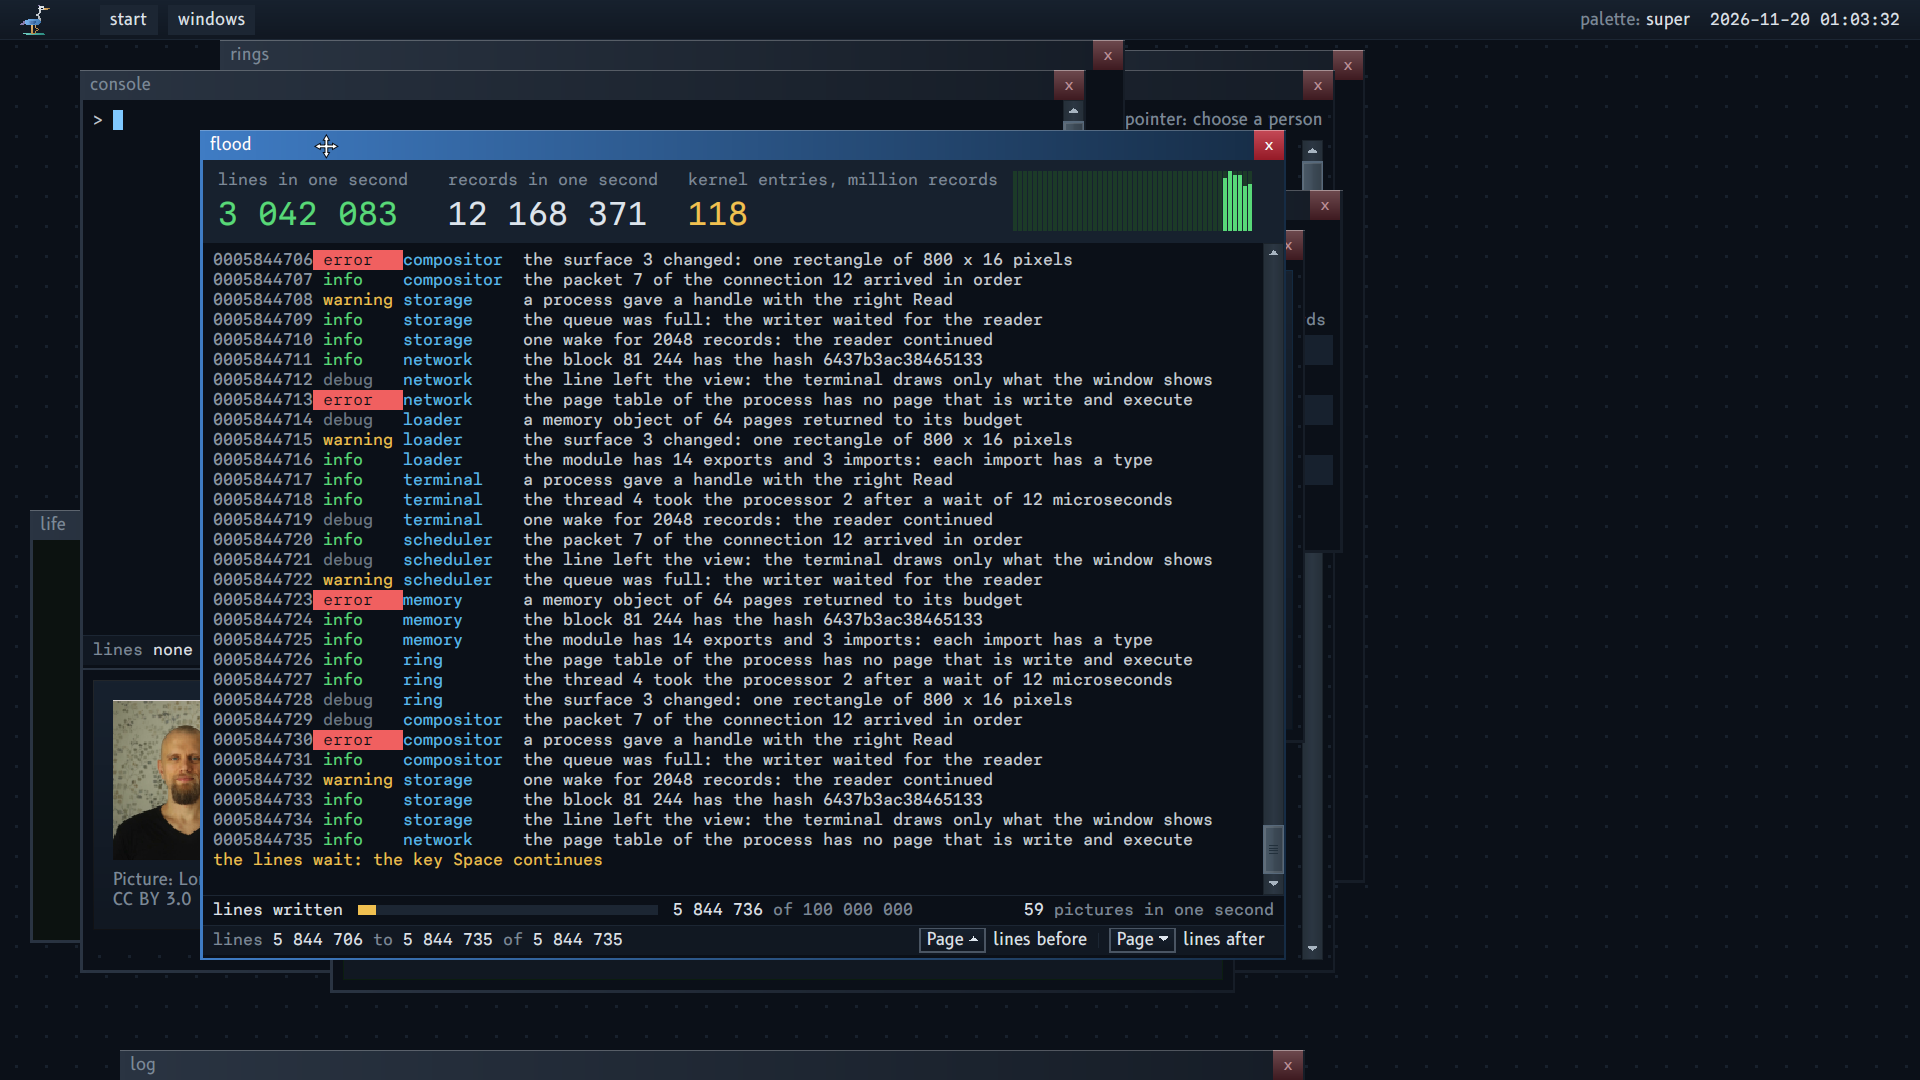 start windows palette: super 2026-11-20 01:03:32
rings x
x
console x
x
> pointer: choose a person
flood x
lines in one second records in one second kernel entries, million records
3 042 083 12 168 371 118
x
x
0005844706 error compositor the surface 3 changed: one rectangle of 800 x 16 pixels
0005844707 info compositor the packet 7 of the connection 12 arrived in order
0005844708 warning storage a process gave a handle with the right Read
0005844709 info storage the queue was full: the writer waited for the reader
ds
0005844710 info storage one wake for 2048 records: the reader continued
0005844711 info network the block 81 244 has the hash 6437b3ac38465133
0005844712 debug network the line left the view: the terminal draws only what the window shows
0005844713 error network the page table of the process has no page that is write and execute
0005844714 debug loader a memory object of 64 pages returned to its budget
0005844715 warning loader the surface 3 changed: one rectangle of 800 x 16 pixels
0005844716 info loader the module has 14 exports and 3 imports: each import has a type
0005844717 info terminal a process gave a handle with the right Read
0005844718 info terminal the thread 4 took the processor 2 after a wait of 12 microseconds
0005844719 debug terminal one wake for 2048 records: the reader continued
life
0005844720 info scheduler the packet 7 of the connection 12 arrived in order
0005844721 debug scheduler the line left the view: the terminal draws only what the window shows
0005844722 warning scheduler the queue was full: the writer waited for the reader
0005844723 error memory a memory object of 64 pages returned to its budget
0005844724 info memory the block 81 244 has the hash 6437b3ac38465133
0005844725 info memory the module has 14 exports and 3 imports: each import has a type
lines none
0005844726 info ring the page table of the process has no page that is write and execute
0005844727 info ring the thread 4 took the processor 2 after a wait of 12 microseconds
0005844728 debug ring the surface 3 changed: one rectangle of 800 x 16 pixels
0005844729 debug compositor the packet 7 of the connection 12 arrived in order
0005844730 error compositor a process gave a handle with the right Read
0005844731 info compositor the queue was full: the writer waited for the reader
0005844732 warning storage one wake for 2048 records: the reader continued
0005844733 info storage the block 81 244 has the hash 6437b3ac38465133
0005844734 info storage the line left the view: the terminal draws only what the window shows
0005844735 info network the page table of the process has no page that is write and execute
the lines wait: the key Space continues
Picture: Lo
CC BY 3.0
lines written 5 844 736 of 100 000 000 59 pictures in one second
lines 5 844 706 to 5 844 735 of 5 844 735 Page lines before Page lines after
log x